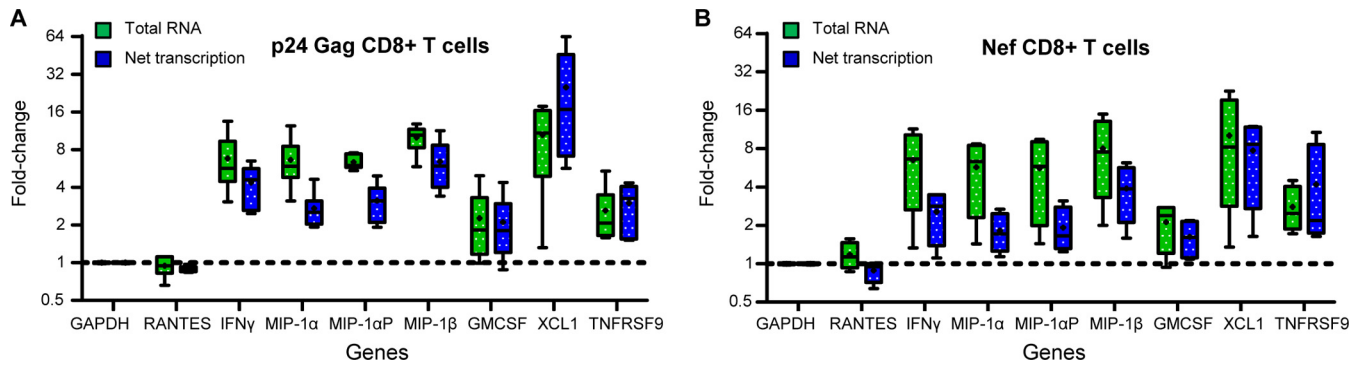 A
p24 Gag CD8+ T cells
Total RNA
Net transcription
Fold-change
64
32
16
8
4
2
1
0.5
GAPDH RANTES IFNγ MIP-1α MIP-1αP MIP-1β GMCSF XCL1 TNFRSF9
Genes
B
Nef CD8+ T cells
Total RNA
Net transcription
Fold-change
64
32
16
8
4
2
1
0.5
GAPDH RANTES IFNγ MIP-1α MIP-1αP MIP-1β GMCSF XCL1 TNFRSF9
Genes